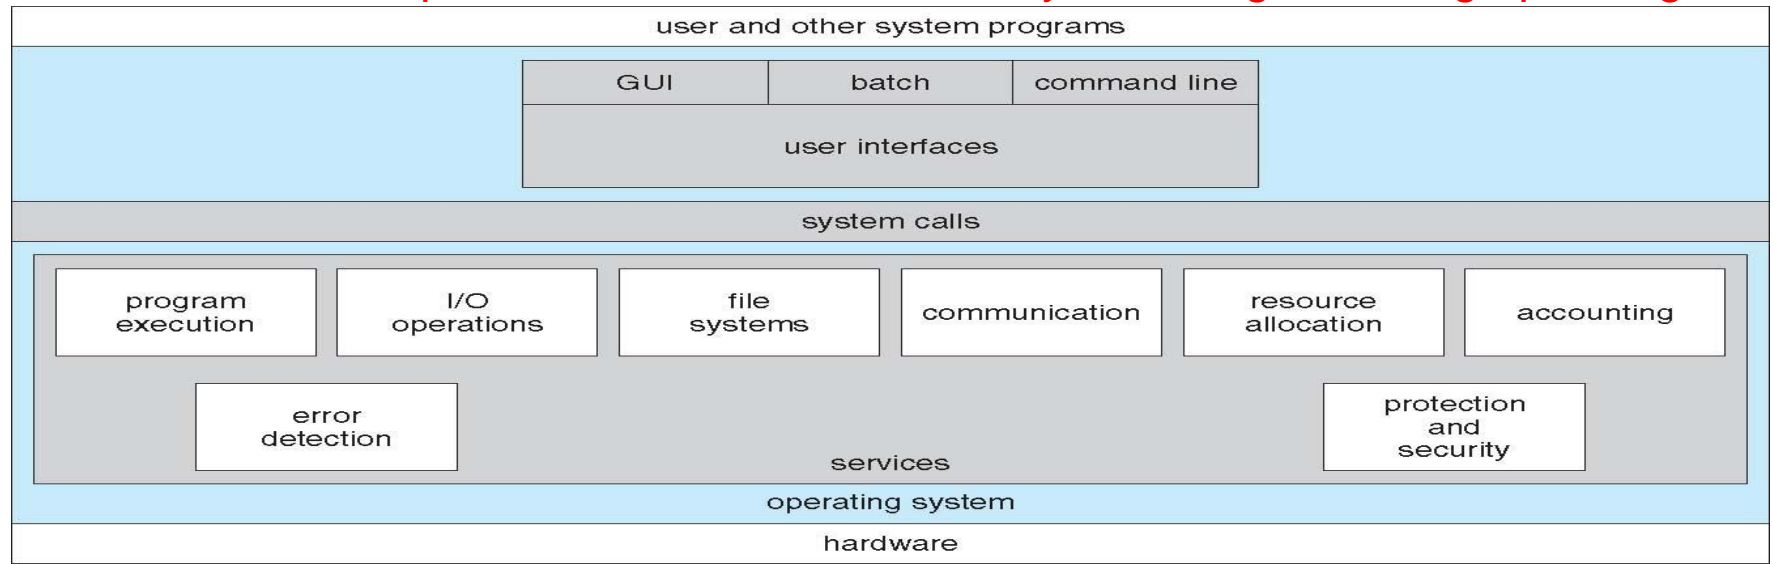 user and other system programs
GUI
batch
command line
user interfaces
system calls
program
execution
I/O
operations
file
systems
communication
resource
allocation
accounting
error
detection
protection
and
security
services
operating system
hardware